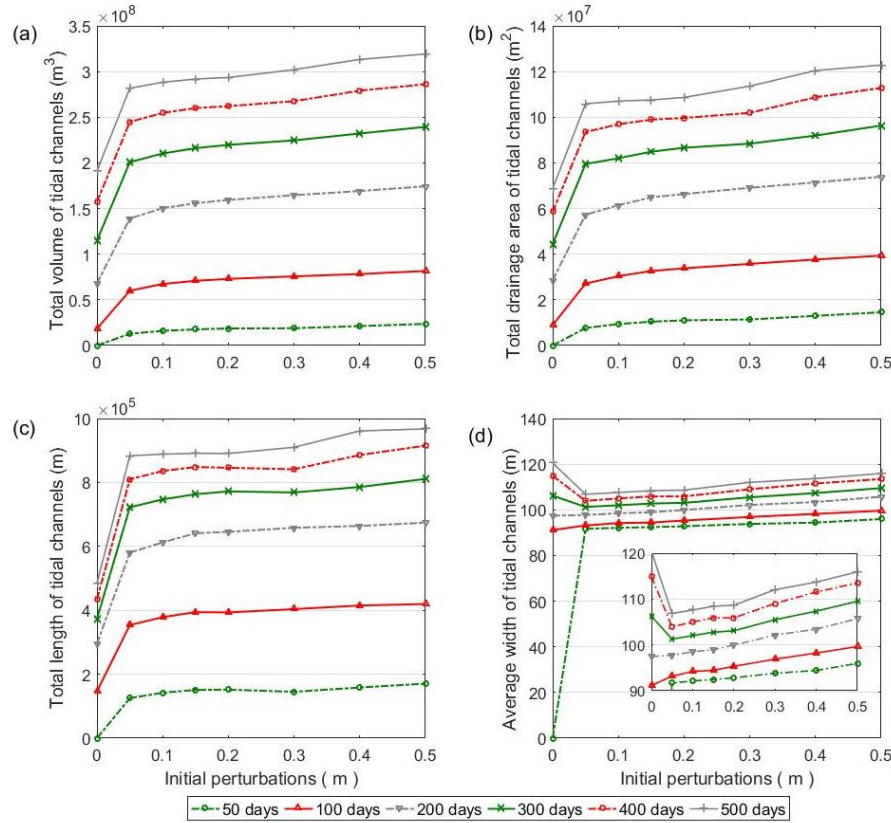 (a)
× 10^8
Total volume of tidal channels (m^3)
3.5
3
2.5
2
1.5
1
0.5
0
0 0.1 0.2 0.3 0.4 0.5
(b)
× 10^7
Total drainage area of tidal channels (m^2)
14
12
10
8
6
4
2
0
0 0.1 0.2 0.3 0.4 0.5
(c)
× 10^5
Total length of tidal channels (m)
10
8
6
4
2
0
0 0.1 0.2 0.3 0.4 0.5
Initial perturbations ( m )
(d)
Average width of tidal channels (m)
140
120
100
80
60
40
20
0
120
110
100
90
0 0.1 0.2 0.3 0.4 0.5
0 0.1 0.2 0.3 0.4 0.5
Initial perturbations ( m )
50 days 100 days 200 days 300 days 400 days 500 days